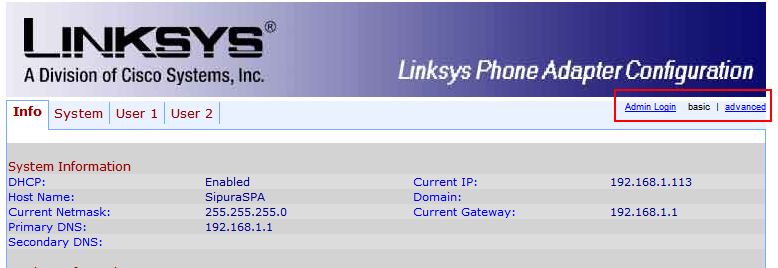 LINKSYS®
A Division of Cisco Systems, Inc.
Linksys Phone Adapter Configuration
Info System User 1 User 2 Admin Login basic | advanced
System Information
DHCP: Enabled Current IP: 192.168.1.113
Host Name: SipuraSPA Domain:
Current Netmask: 255.255.255.0 Current Gateway: 192.168.1.1
Primary DNS: 192.168.1.1
Secondary DNS: